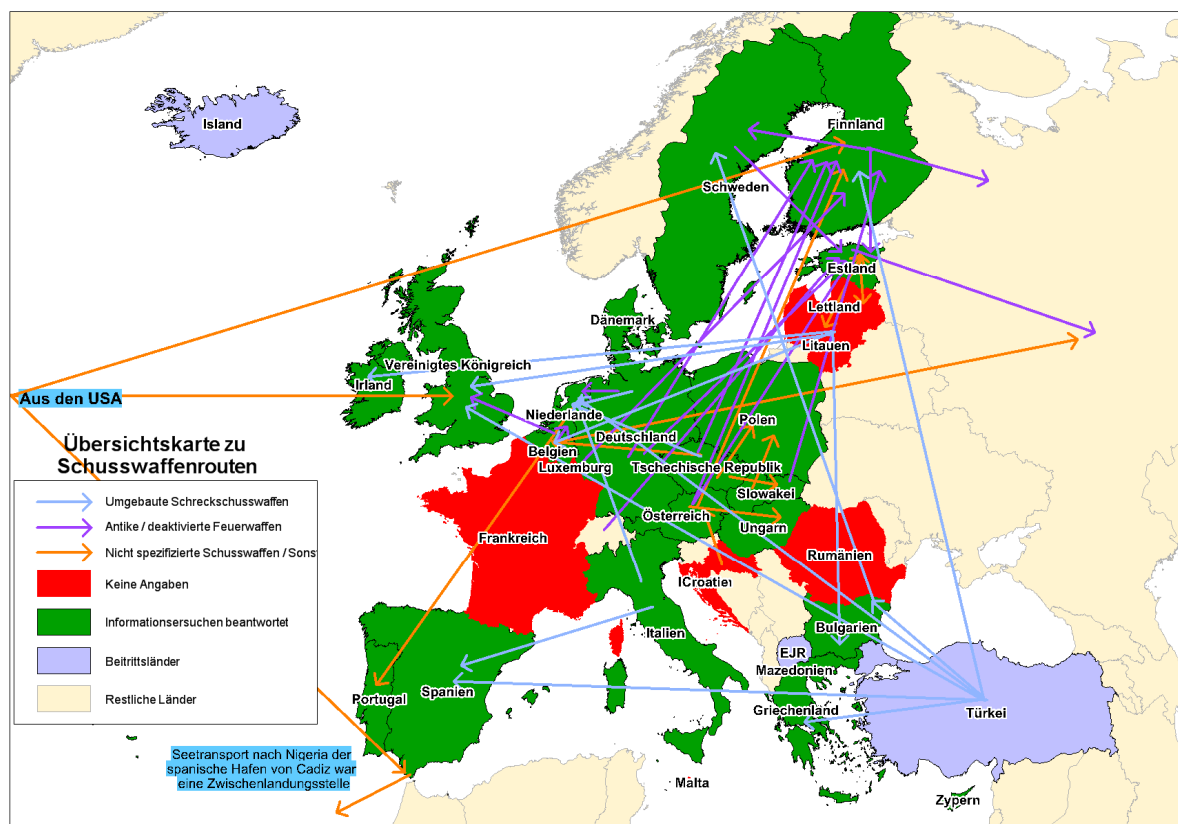 Island
Finnland
Schweden
Estland
Lettland
Litauen
Dänemark
Vereinigtes Königreich
Irland
Aus den USA
Niederlande
Polen
Deutschland
Belgien
Luxemburg
Tschechische Republik
Slowakei
Österreich
Ungarn
Frankreich
Rumänien
lCroatien
Italien
Bulgarien
EJR
Mazedonien
Portugal
Spanien
Griechenland
Türkei
Malta
Zypern
Übersichtskarte zu
Schusswaffenrouten
Umgebaute Schreckschusswaffen
Antike / deaktivierte Feuerwaffen
Nicht spezifizierte Schusswaffen / Sonst
Keine Angaben
Informationsersuchen beantwortet
Beitrittsländer
Restliche Länder
Seetransport nach Nigeria der
spanische Hafen von Cadiz war
eine Zwischenlandungsstelle